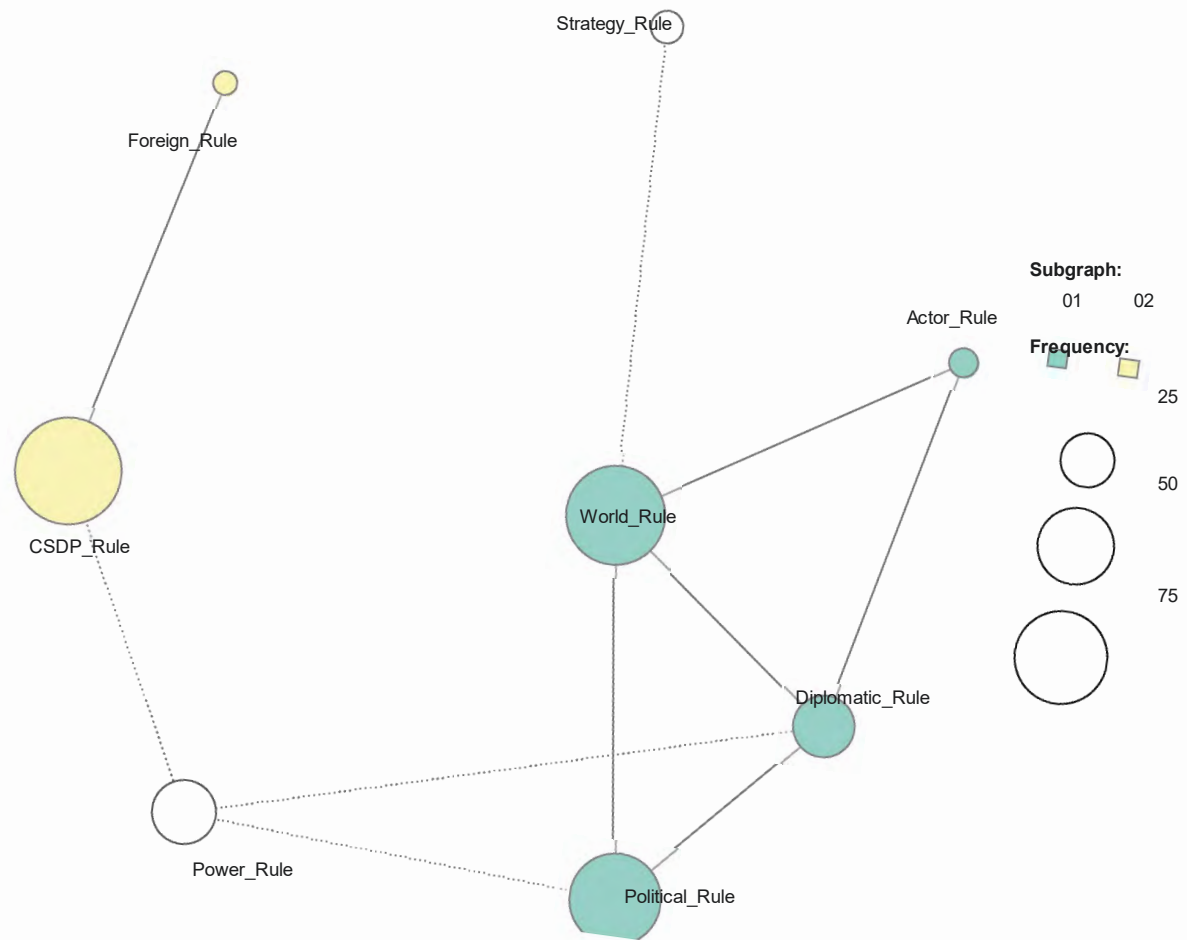 Strategy_Rule
Foreign_Rule
Subgraph:
01 02
Actor_Rule
Frequency:
25
50
World_Rule
CSDP_Rule
75
Diplomatic_Rule
Power_Rule
Political_Rule